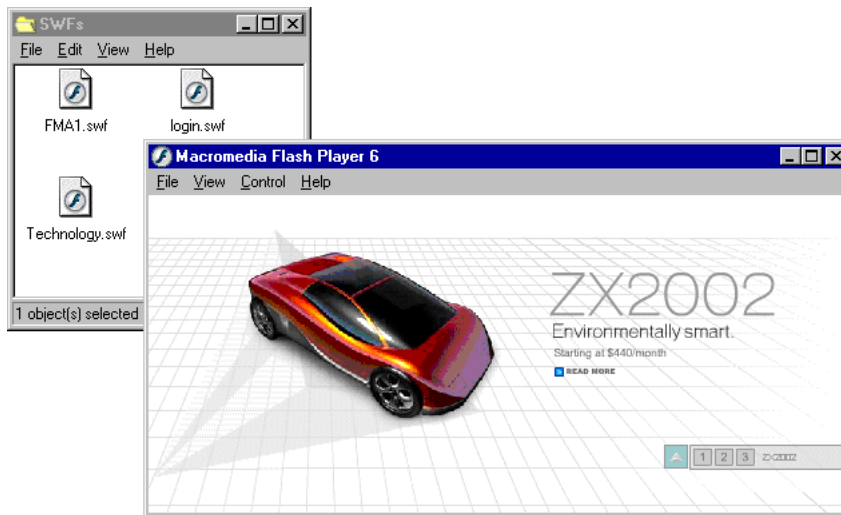 SWFs
File Edit View Help
FMA1.swf login.swf
Technology.swf
1 object(s) selected
Macromedia Flash Player 6
File View Control Help
ZX2002
Environmentally smart.
Starting at $440/month
READ MORE
1 2 3 ZX2002